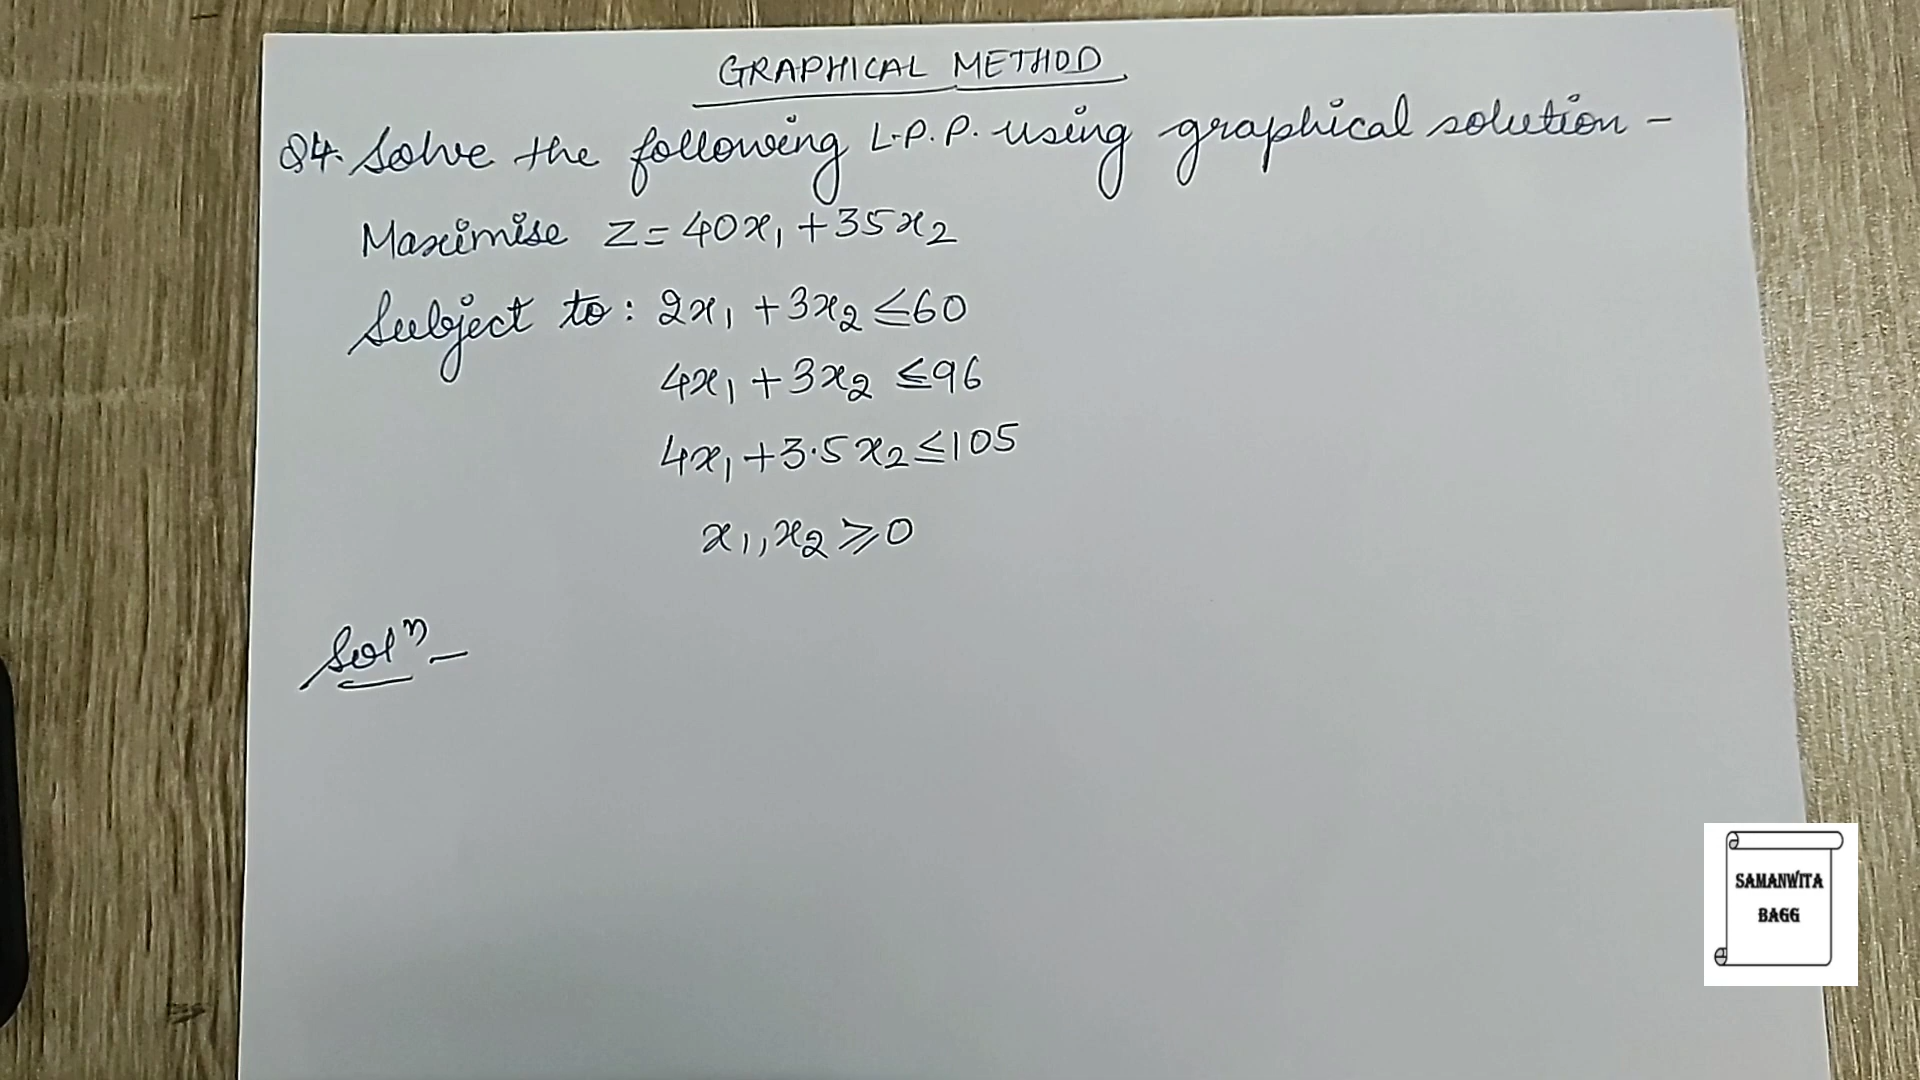 GRAPHICAL METHOD
Q4. Solve the following L.P.P. using graphical solution -
Maximise z = 40x₁ + 35x₂
Subject to : 2x₁ + 3x₂ ≤ 60
4x₁ + 3x₂ ≤ 96
4x₁ + 3.5x₂ ≤ 105
x₁, x₂ ≥ 0
Solⁿ -
SAMANWITA
BAGG